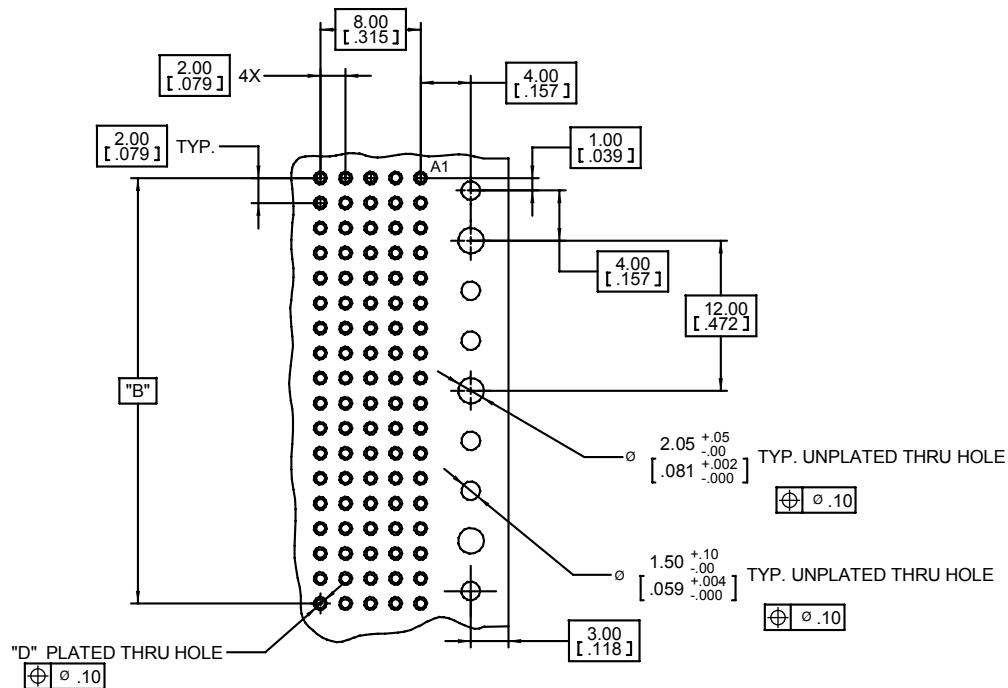 8.00
[.315]
2.00
[.079]
4X
4.00
[.157]
2.00
[.079]
TYP.
1.00
[.039]
A1
4.00
[.157]
12.00
[.472]
"B"
Ø 2.05 +.05 -.00
[.081 +.002 -.000] TYP. UNPLATED THRU HOLE
⌖ Ø .10
Ø 1.50 +.10 -.00
[.059 +.004 -.000] TYP. UNPLATED THRU HOLE
⌖ Ø .10
3.00
[.118]
"D" PLATED THRU HOLE
⌖ Ø .10